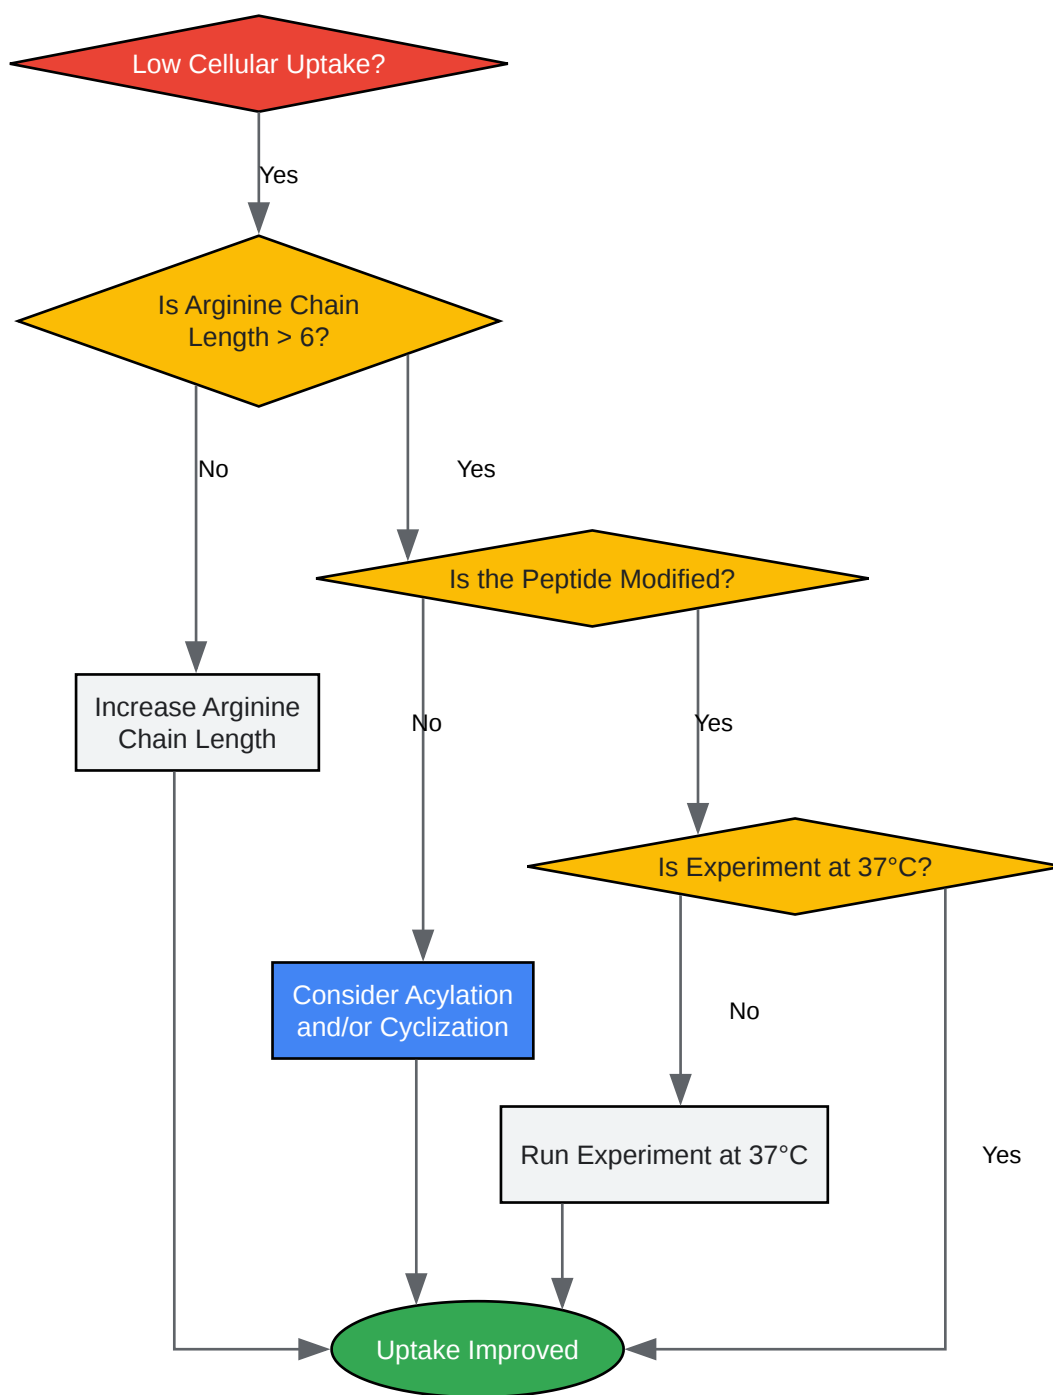 Low Cellular Uptake?
Yes
Is Arginine Chain
Length > 6?
No
Yes
Is the Peptide Modified?
Increase Arginine
Chain Length
No
Yes
Is Experiment at 37°C?
Consider Acylation
and/or Cyclization
No
Run Experiment at 37°C
Yes
Uptake Improved